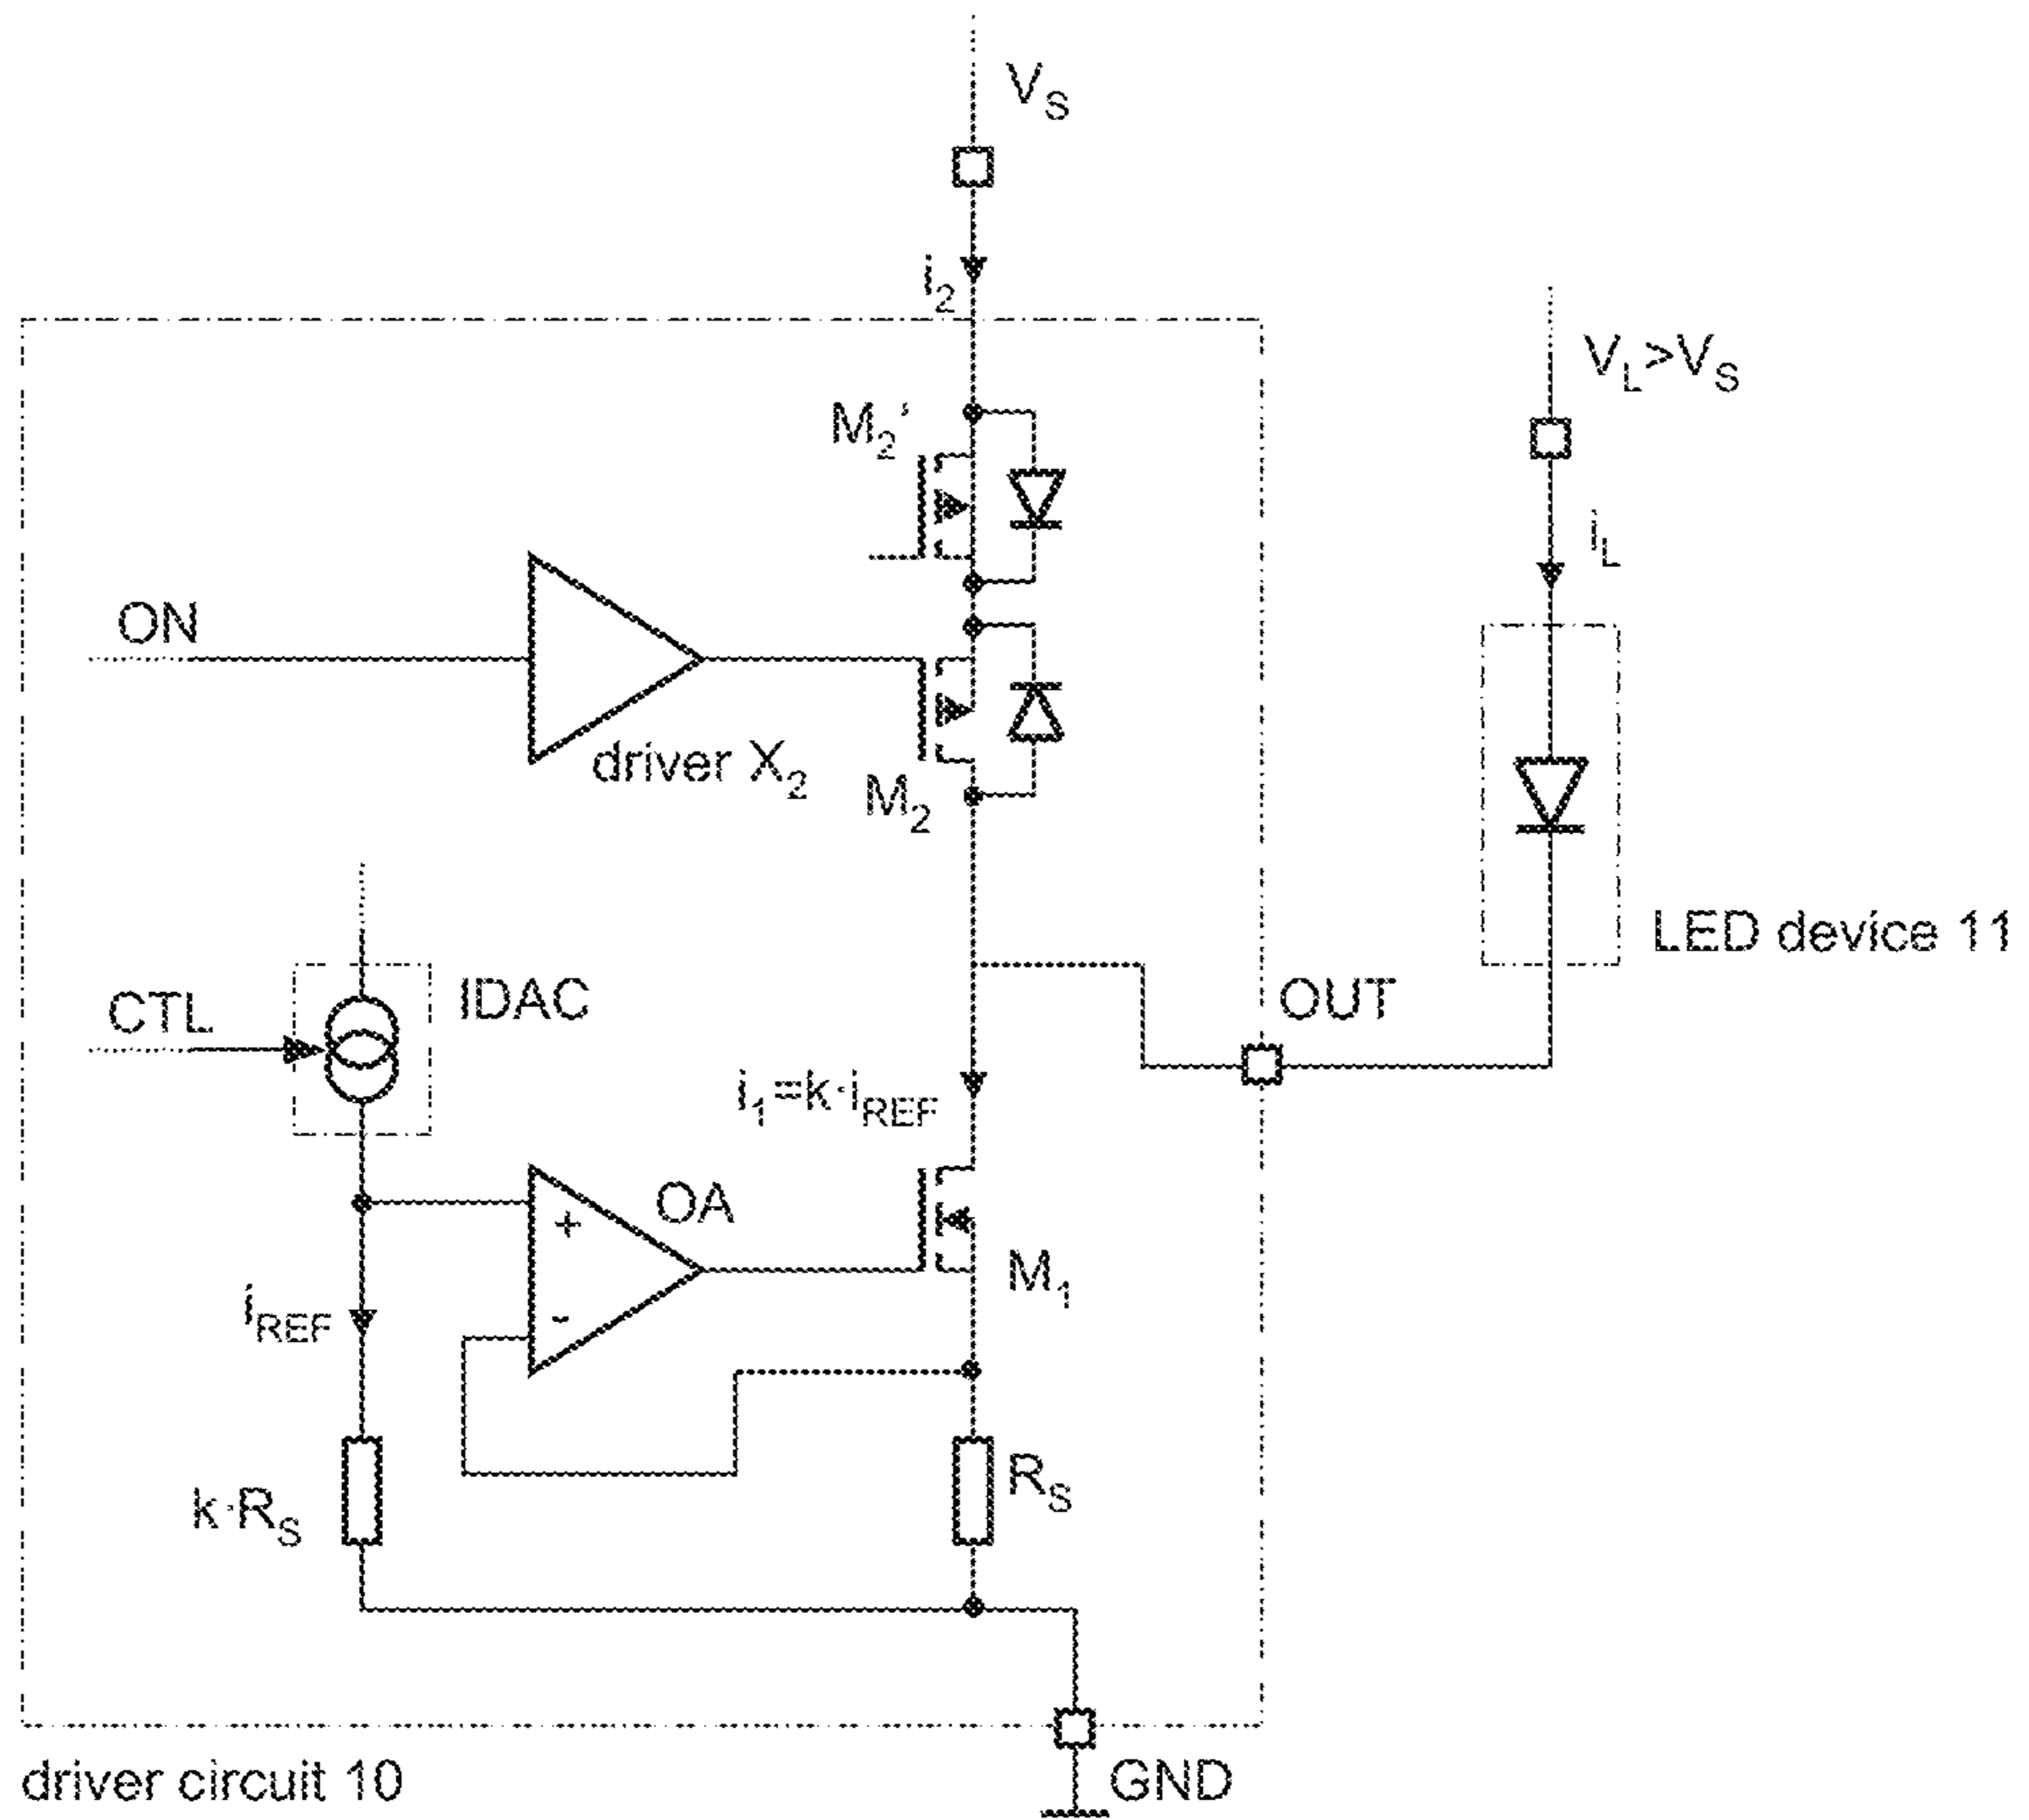 V_S
i_2
V_L>V_S
M_2'
i_L
ON
driver X_2
M_2
LED device 11
CTL
IDAC
OUT
i_1=k·i_REF
+
OA
M_1
i_REF
-
k·R_S
R_S
driver circuit 10
GND